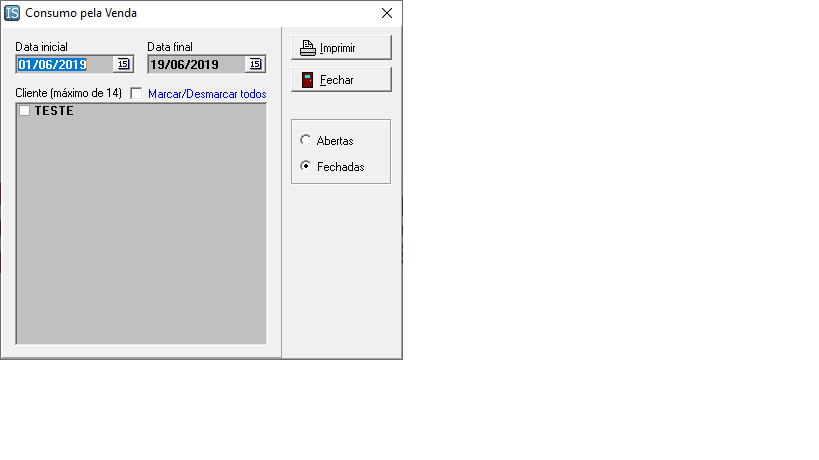 IS Consumo pela Venda
Data inicial Data final
01/06/2019 15 19/06/2019 15
Cliente (máximo de 14) Marcar/Desmarcar todos
TESTE
Imprimir
Fechar
Abertas
Fechadas